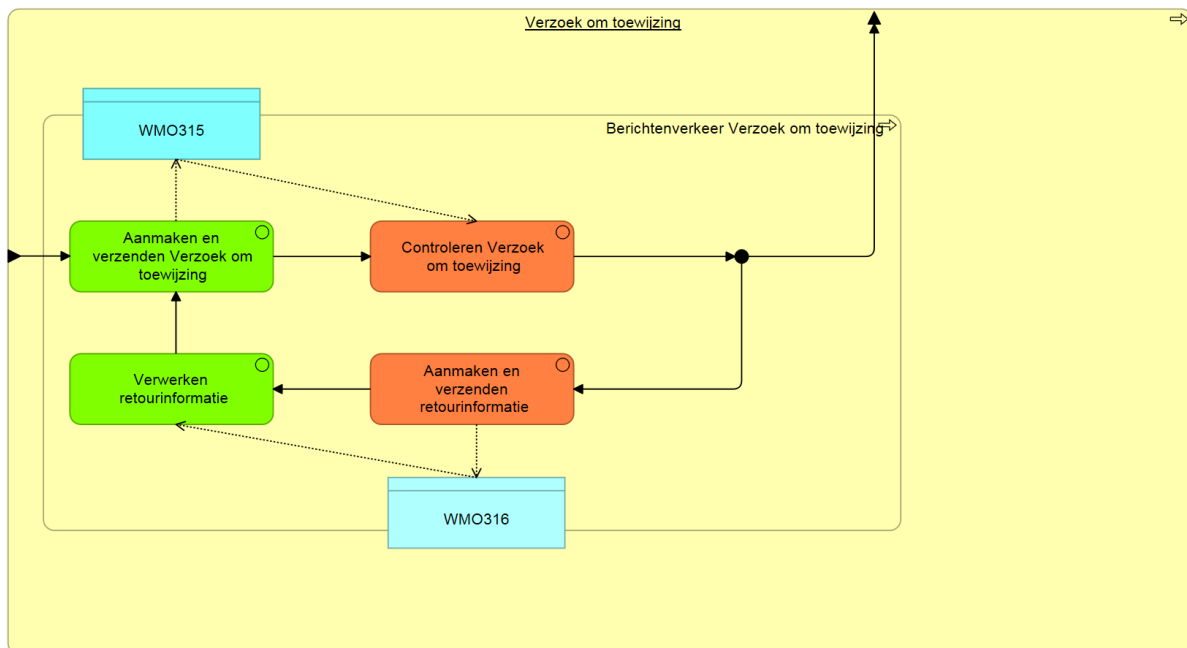 Verzoek om toewijzing
WMO315
Berichtenverkeer Verzoek om toewijzing
Aanmaken en
verzenden Verzoek om
toewijzing
Controleren Verzoek
om toewijzing
Verwerken
retourinformatie
Aanmaken en
verzenden
retourinformatie
WMO316